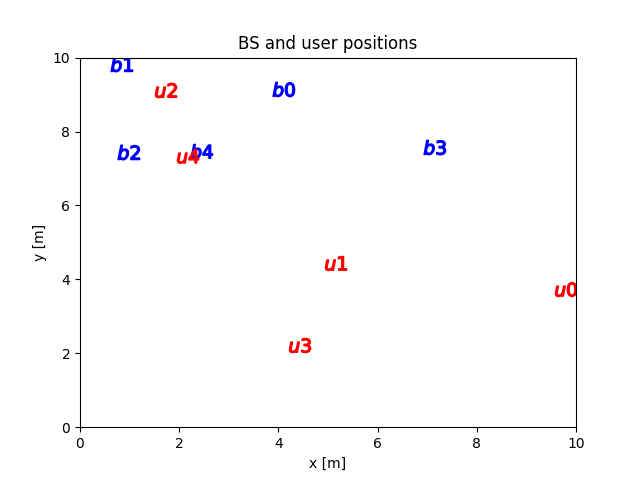 BS and user positions
10
8
6
4
2
0
y [m]
b1
u2
b0
b2
u4
b4
b3
u1
u0
u3
0 2 4 6 8 10
x [m]